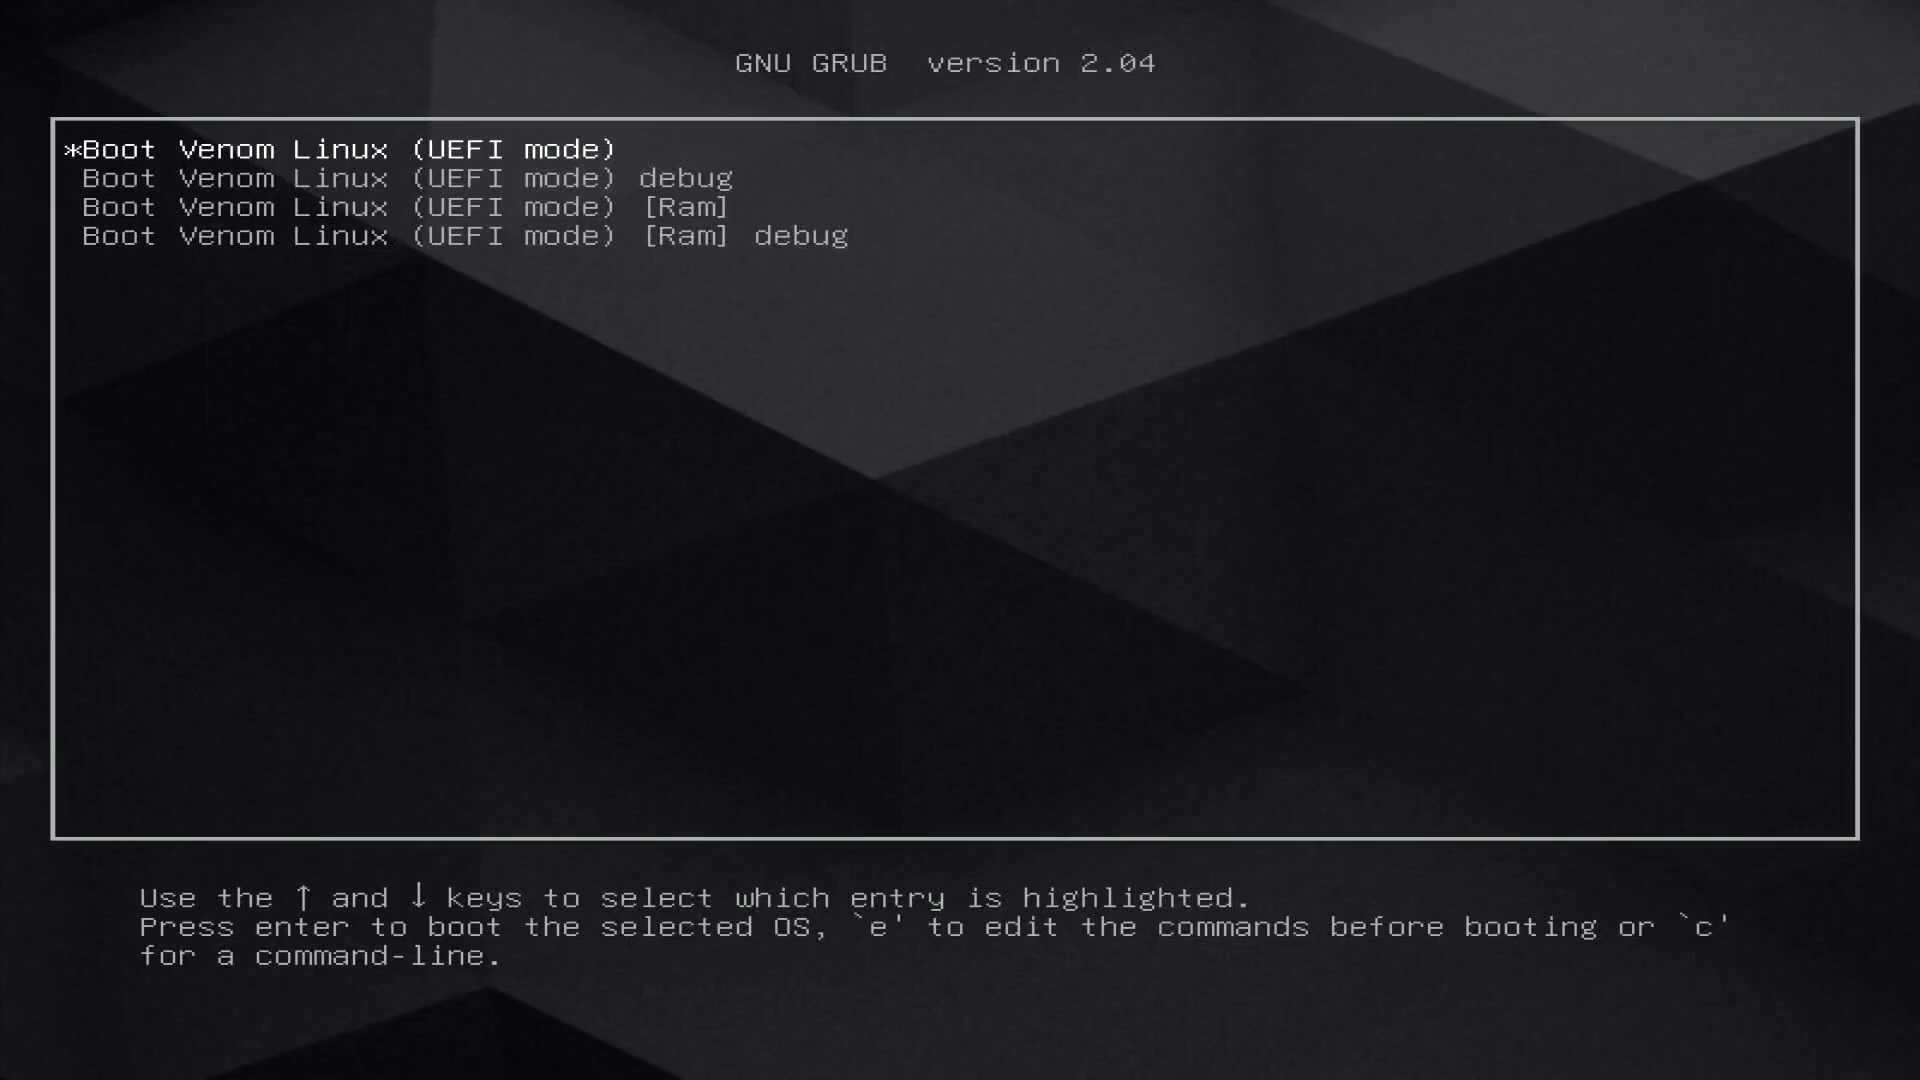 GNU GRUB  version 2.04
*Boot Venom Linux (UEFI mode)
Boot Venom Linux (UEFI mode) debug
Boot Venom Linux (UEFI mode) [Ram]
Boot Venom Linux (UEFI mode) [Ram] debug
Use the ↑ and ↓ keys to select which entry is highlighted.
Press enter to boot the selected OS, `e' to edit the commands before booting or `c'
for a command-line.